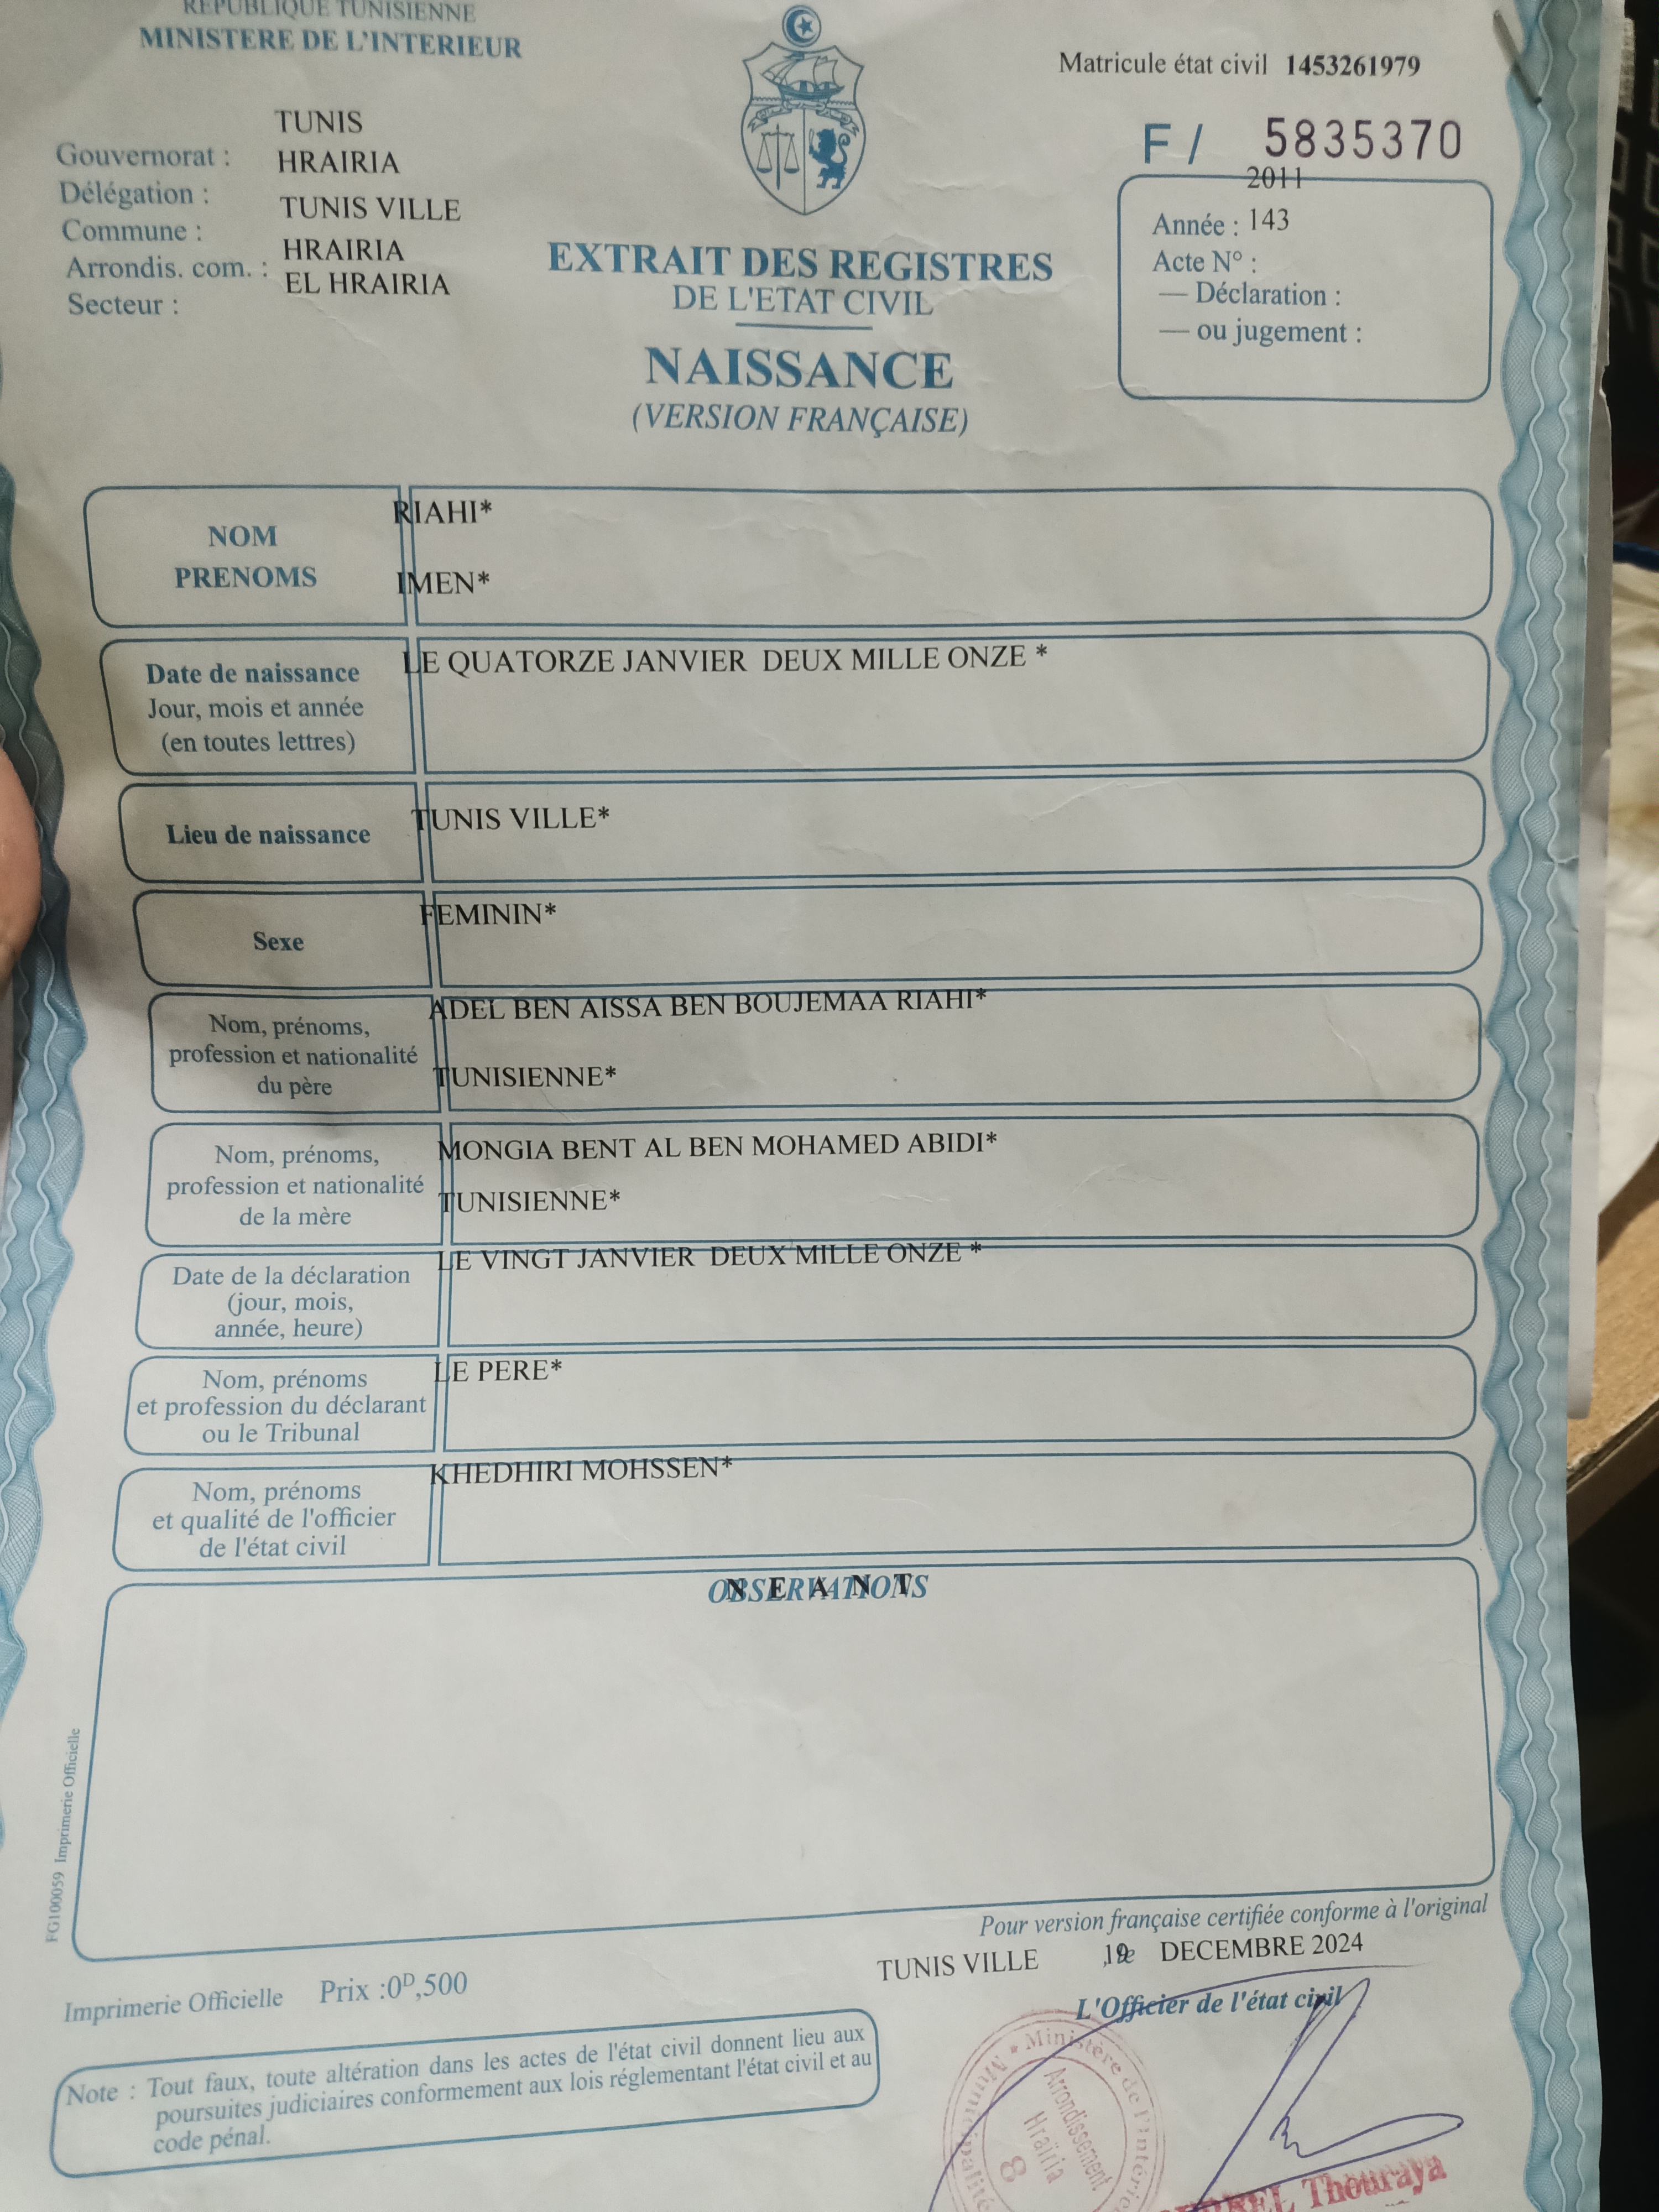 REPUBLIQUE TUNISIENNE
MINISTERE DE L'INTERIEUR
Matricule état civil 1453261979
F / 5835370
TUNIS
Gouvernorat : HRAIRIA
Délégation : TUNIS VILLE
Commune : HRAIRIA
Arrondis. com. : EL HRAIRIA
Secteur :
2011
Année : 143
Acte N° :
— Déclaration :
— ou jugement :
EXTRAIT DES REGISTRES
DE L'ETAT CIVIL
NAISSANCE
(VERSION FRANÇAISE)
NOM RIAHI*
PRENOMS IMEN*
Date de naissance LE QUATORZE JANVIER DEUX MILLE ONZE *
Jour, mois et année
(en toutes lettres)
Lieu de naissance TUNIS VILLE*
Sexe FEMININ*
Nom, prénoms, ADEL BEN AISSA BEN BOUJEMAA RIAHI*
profession et nationalité TUNISIENNE*
du père
Nom, prénoms, MONGIA BENT AL BEN MOHAMED ABIDI*
profession et nationalité TUNISIENNE*
de la mère
Date de la déclaration LE VINGT JANVIER DEUX MILLE ONZE *
(jour, mois,
année, heure)
Nom, prénoms LE PERE*
et profession du déclarant
ou le Tribunal
Nom, prénoms KHEDHIRI MOHSSEN*
et qualité de l'officier
de l'état civil
OBSERVATIONS
N E A N T
FG100059 Imprimerie Officielle
Pour version française certifiée conforme à l'original
TUNIS VILLE , le DECEMBRE 2024
L'Officier de l'état civil
Imprimerie Officielle Prix :0D,500
Note : Tout faux, toute altération dans les actes de l'état civil donnent lieu aux
poursuites judiciaires conformement aux lois réglementant l'état civil et au
code pénal.
Ministère de l'Intérieur
Municipalité
Arrondissement
Hrairia
8
Thouraya